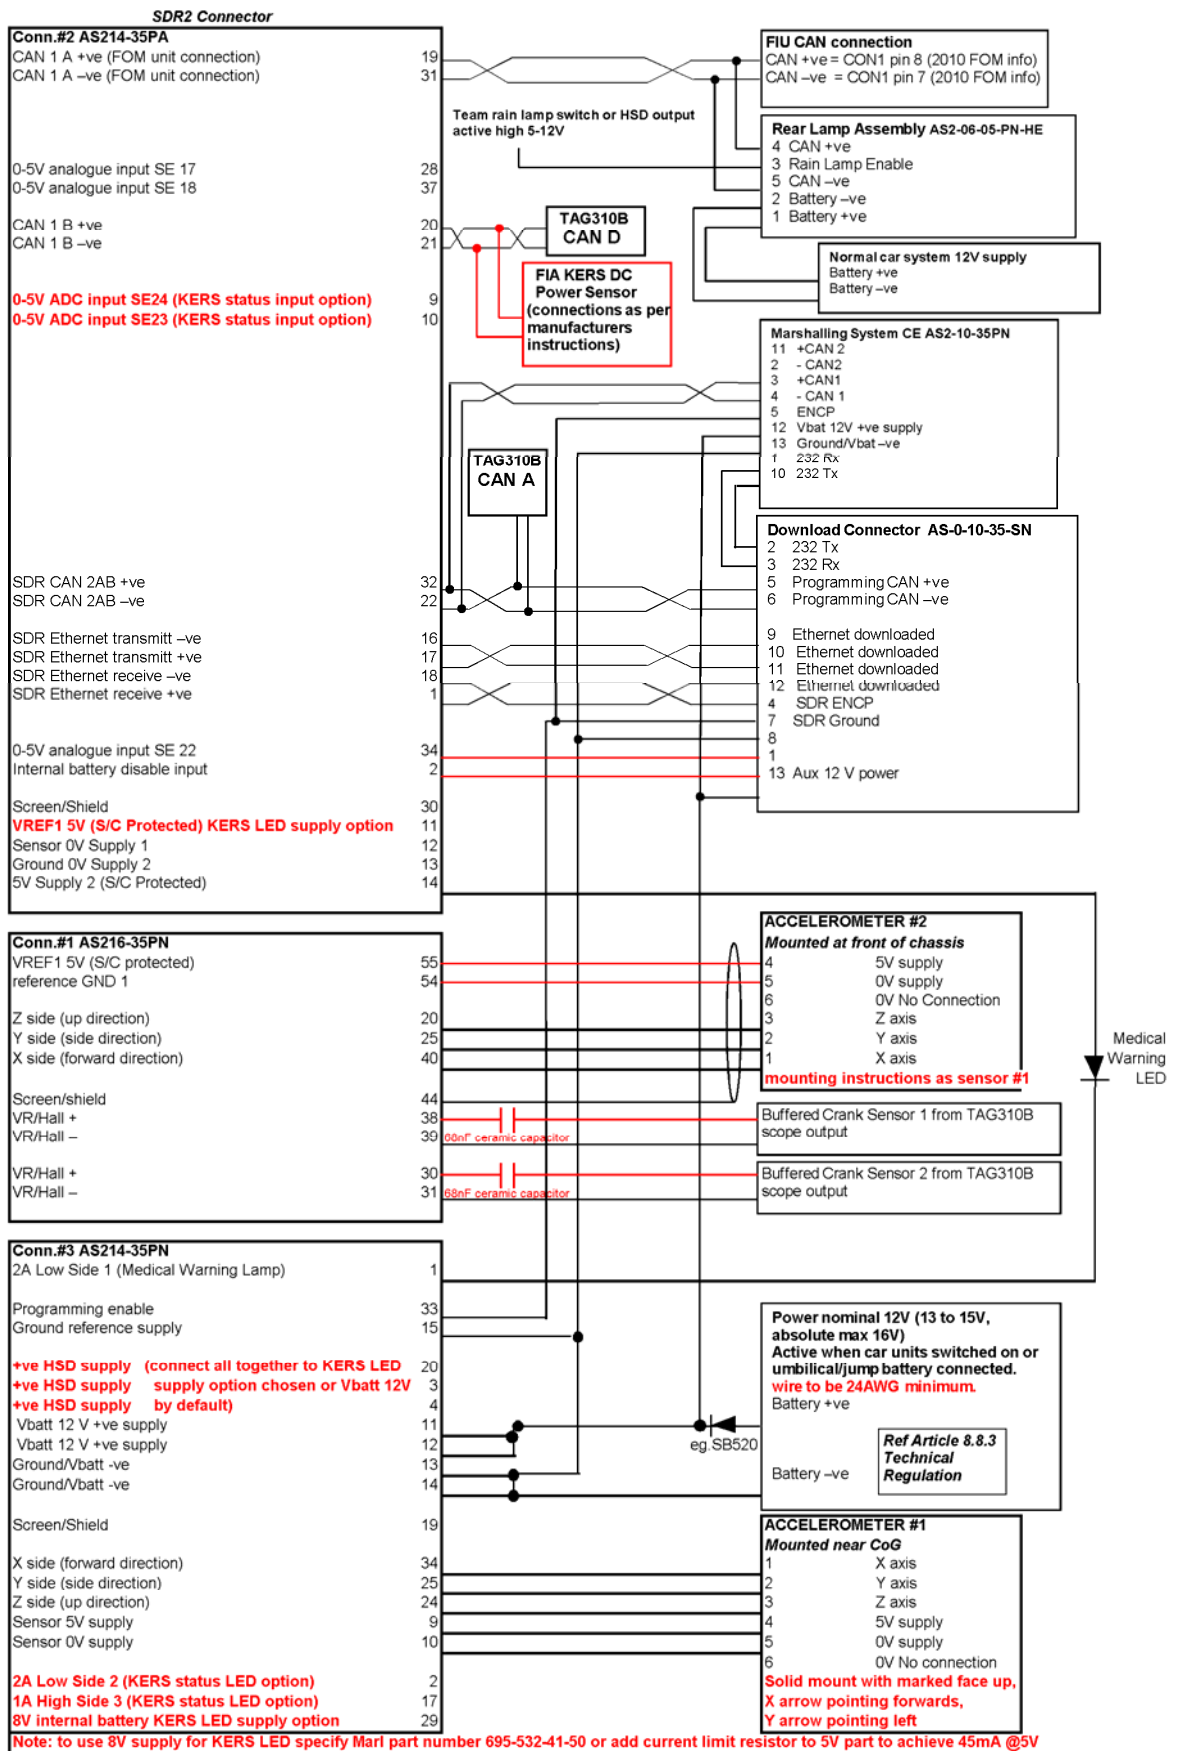 SDR2 Connector
Conn.#2 AS214-35PA
CAN 1 A +ve (FOM unit connection) 19
CAN 1 A –ve (FOM unit connection) 31
0-5V analogue input SE 17 28
0-5V analogue input SE 18 37
CAN 1 B +ve 20
CAN 1 B –ve 21
0-5V ADC input SE24 (KERS status input option) 9
0-5V ADC input SE23 (KERS status input option) 10
SDR CAN 2AB +ve 32
SDR CAN 2AB –ve 22
SDR Ethernet transmitt –ve 16
SDR Ethernet transmitt +ve 17
SDR Ethernet receive –ve 18
SDR Ethernet receive +ve 1
0-5V analogue input SE 22 34
Internal battery disable input 2
Screen/Shield 30
VREF1 5V (S/C Protected) KERS LED supply option 11
Sensor 0V Supply 1 12
Ground 0V Supply 2 13
5V Supply 2 (S/C Protected) 14
Team rain lamp switch or HSD output
active high 5-12V
TAG310B
CAN D
FIA KERS DC
Power Sensor
(connections as per
manufacturers
instructions)
TAG310B
CAN A
FIU CAN connection
CAN +ve = CON1 pin 8 (2010 FOM info)
CAN –ve = CON1 pin 7 (2010 FOM info)
Rear Lamp Assembly AS2-06-05-PN-HE
4 CAN +ve
3 Rain Lamp Enable
5 CAN –ve
2 Battery –ve
1 Battery +ve
Normal car system 12V supply
Battery +ve
Battery –ve
Marshalling System CE AS2-10-35PN
11 +CAN 2
2 - CAN2
3 +CAN1
4 - CAN 1
5 ENCP
12 Vbat 12V +ve supply
13 Ground/Vbat –ve
1 232 Rx
10 232 Tx
Download Connector AS-0-10-35-SN
2 232 Tx
3 232 Rx
5 Programming CAN +ve
6 Programming CAN –ve
9 Ethernet downloaded
10 Ethernet downloaded
11 Ethernet downloaded
12 Ethernet downloaded
4 SDR ENCP
7 SDR Ground
8
1
13 Aux 12 V power
Conn.#1 AS216-35PN
VREF1 5V (S/C protected) 55
reference GND 1 54
Z side (up direction) 20
Y side (side direction) 25
X side (forward direction) 40
Screen/shield 44
VR/Hall + 38
VR/Hall – 39
68nF ceramic capacitor
VR/Hall + 30
VR/Hall – 31
68nF ceramic capacitor
ACCELEROMETER #2
Mounted at front of chassis
4 5V supply
5 0V supply
6 0V No Connection
3 Z axis
2 Y axis
1 X axis
mounting instructions as sensor #1
Medical
Warning
LED
Buffered Crank Sensor 1 from TAG310B
scope output
Buffered Crank Sensor 2 from TAG310B
scope output
Conn.#3 AS214-35PN
2A Low Side 1 (Medical Warning Lamp) 1
Programming enable 33
Ground reference supply 15
+ve HSD supply (connect all together to KERS LED 20
+ve HSD supply supply option chosen or Vbatt 12V 3
+ve HSD supply by default) 4
Vbatt 12 V +ve supply 11
Vbatt 12 V +ve supply 12
Ground/Vbatt -ve 13
Ground/Vbatt -ve 14
Screen/Shield 19
X side (forward direction) 34
Y side (side direction) 25
Z side (up direction) 24
Sensor 5V supply 9
Sensor 0V supply 10
2A Low Side 2 (KERS status LED option) 2
1A High Side 3 (KERS status LED option) 17
8V internal battery KERS LED supply option 29
eg.SB520
Power nominal 12V (13 to 15V,
absolute max 16V)
Active when car units switched on or
umbilical/jump battery connected.
wire to be 24AWG minimum.
Battery +ve
Ref Article 8.8.3
Technical
Regulation
Battery –ve
ACCELEROMETER #1
Mounted near CoG
1 X axis
2 Y axis
3 Z axis
4 5V supply
5 0V supply
6 0V No connection
Solid mount with marked face up,
X arrow pointing forwards,
Y arrow pointing left
Note: to use 8V supply for KERS LED specify Marl part number 695-532-41-50 or add current limit resistor to 5V part to achieve 45mA @5V